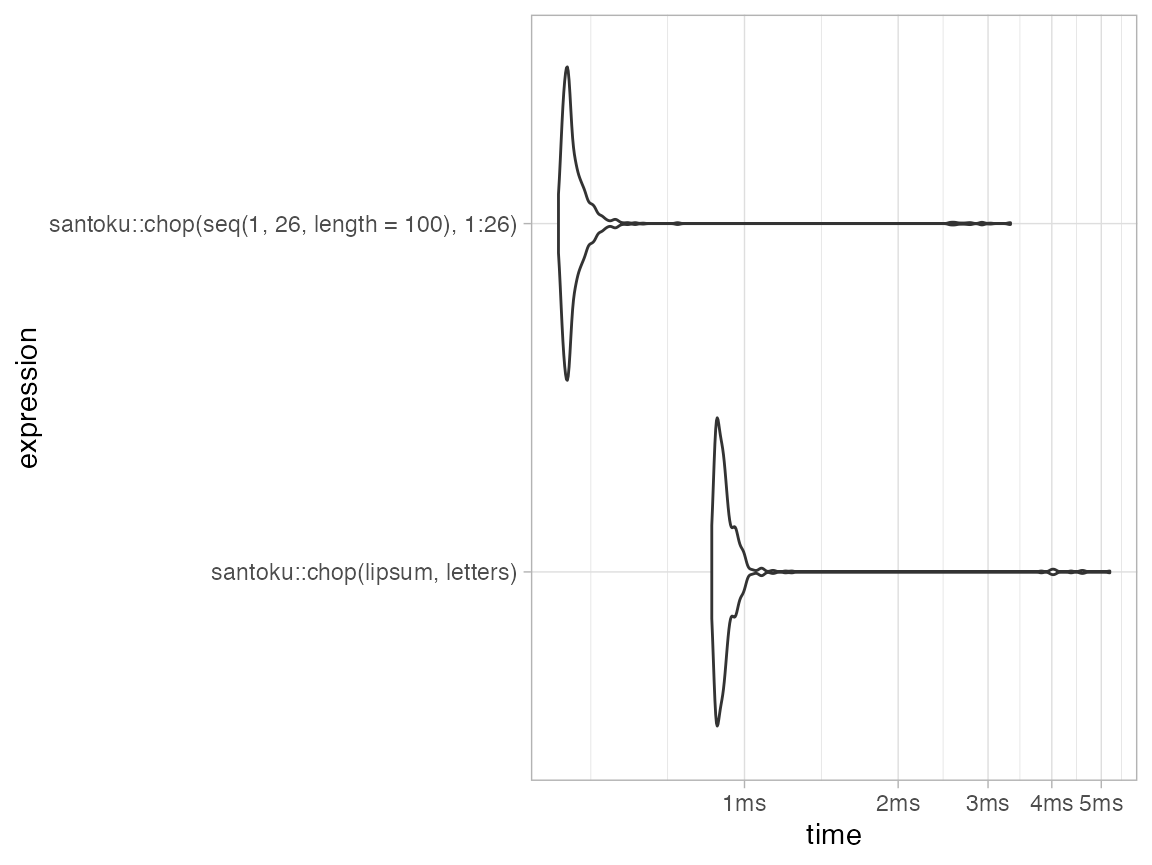 santoku::chop(seq(1, 26, length = 100), 1:26)
expression
santoku::chop(lipsum, letters)
1ms 2ms 3ms 4ms 5ms
time